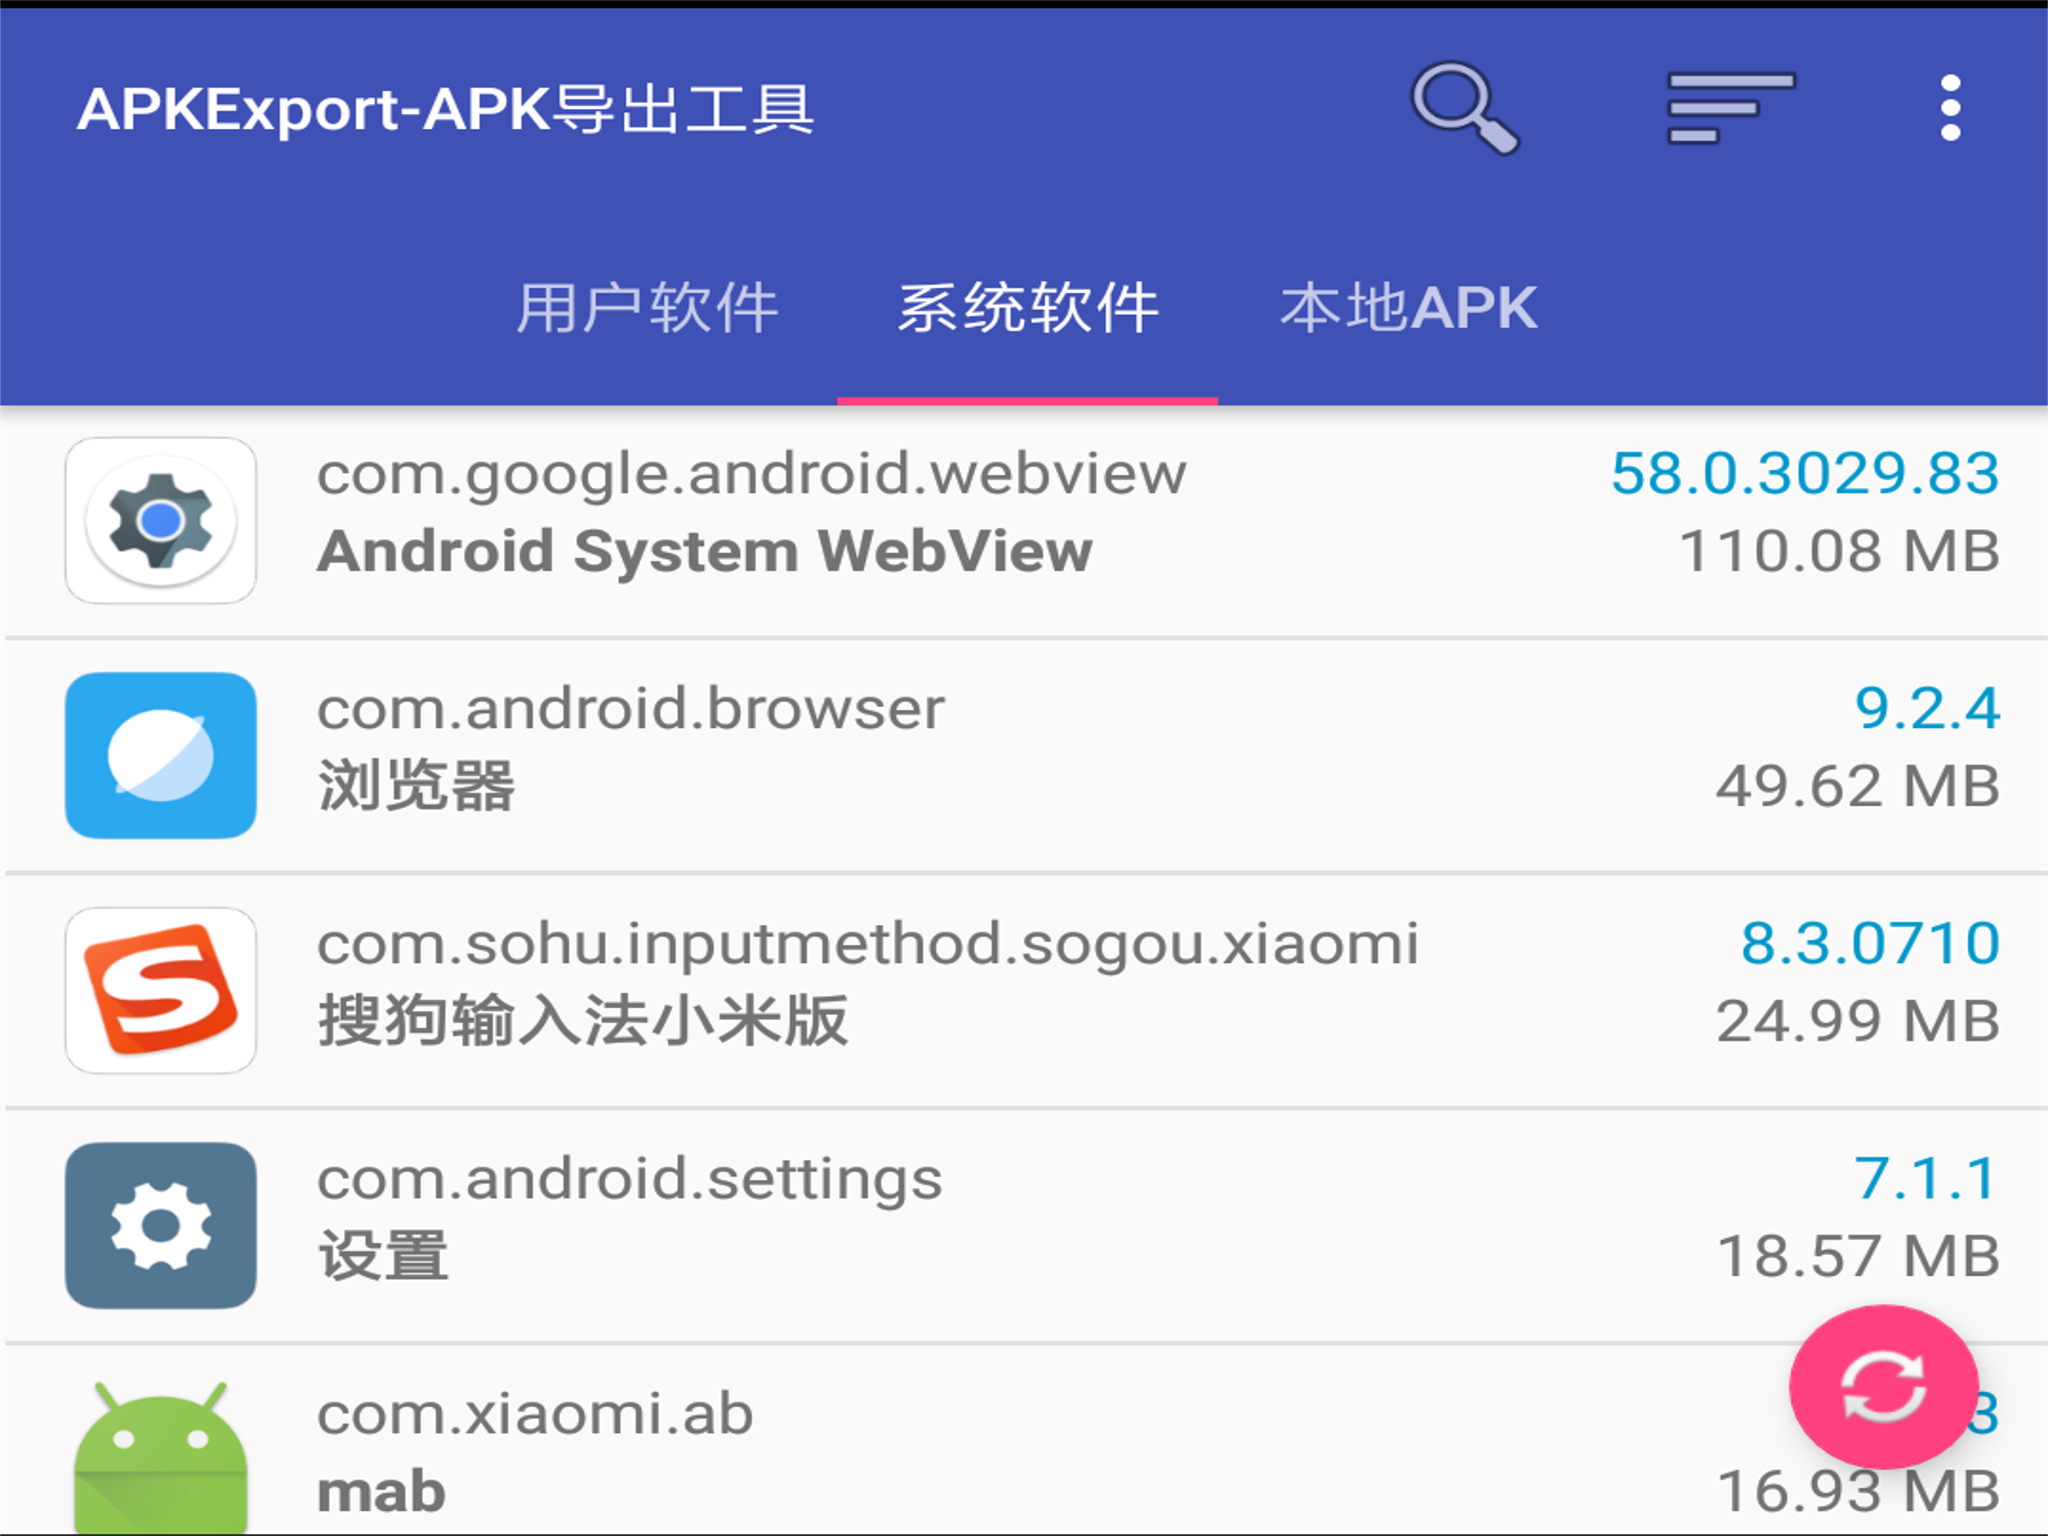 APKExport-APK导出工具
用户软件 系统软件 本地APK
com.google.android.webview 58.0.3029.83
Android System WebView 110.08 MB
com.android.browser 9.2.4
浏览器 49.62 MB
com.sohu.inputmethod.sogou.xiaomi 8.3.0710
搜狗输入法小米版 24.99 MB
com.android.settings 7.1.1
设置 18.57 MB
com.xiaomi.ab
mab 16.93 MB